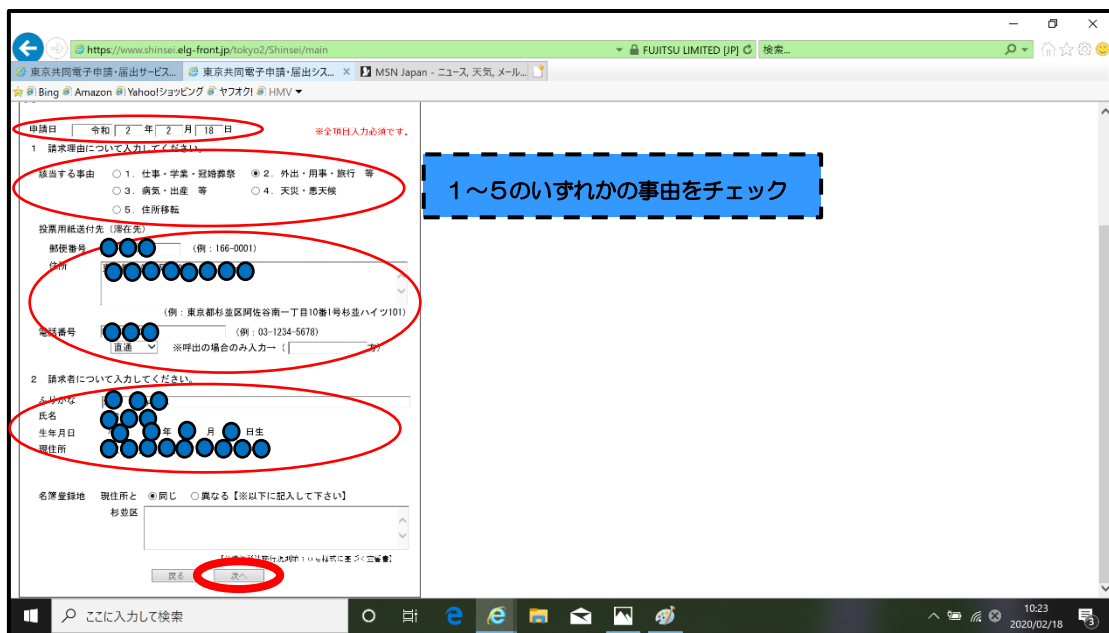 https://www.shinsei.elg-front.jp/tokyo2/Shinsei/main
FUJITSU LIMITED [JP]
検索...
東京共同電子申請・届出サービス...
東京共同電子申請・届出シス...
MSN Japan - ニュース, 天気, メール...
Bing
Amazon
Yahoo!ショッピング
ヤフオク!
HMV
申請日 令和 2 年 2 月 18 日
※全項目入力必須です。
1 請求理由について入力してください。
該当する事由 1. 仕事・学業・冠婚葬祭 2. 外出・用事・旅行 等
3. 病気・出産 等 4. 天災・悪天候
5. 住所移転
1～5のいずれかの事由をチェック
投票用紙送付先（滞在先）
郵便番号 (例：166-0001)
住所
(例：東京都杉並区阿佐谷南一丁目10番1号杉並ハイツ101)
電話番号 (例：03-1234-5678)
直通 ※呼出の場合のみ入力→（ 方）
2 請求者について入力してください。
ふりがな
氏名
生年月日 年 月 日生
現住所
名簿登録地 現住所と 同じ 異なる【※以下に記入して下さい】
杉並区
戻る 次へ
ここに入力して検索
10:23
2020/02/18
3